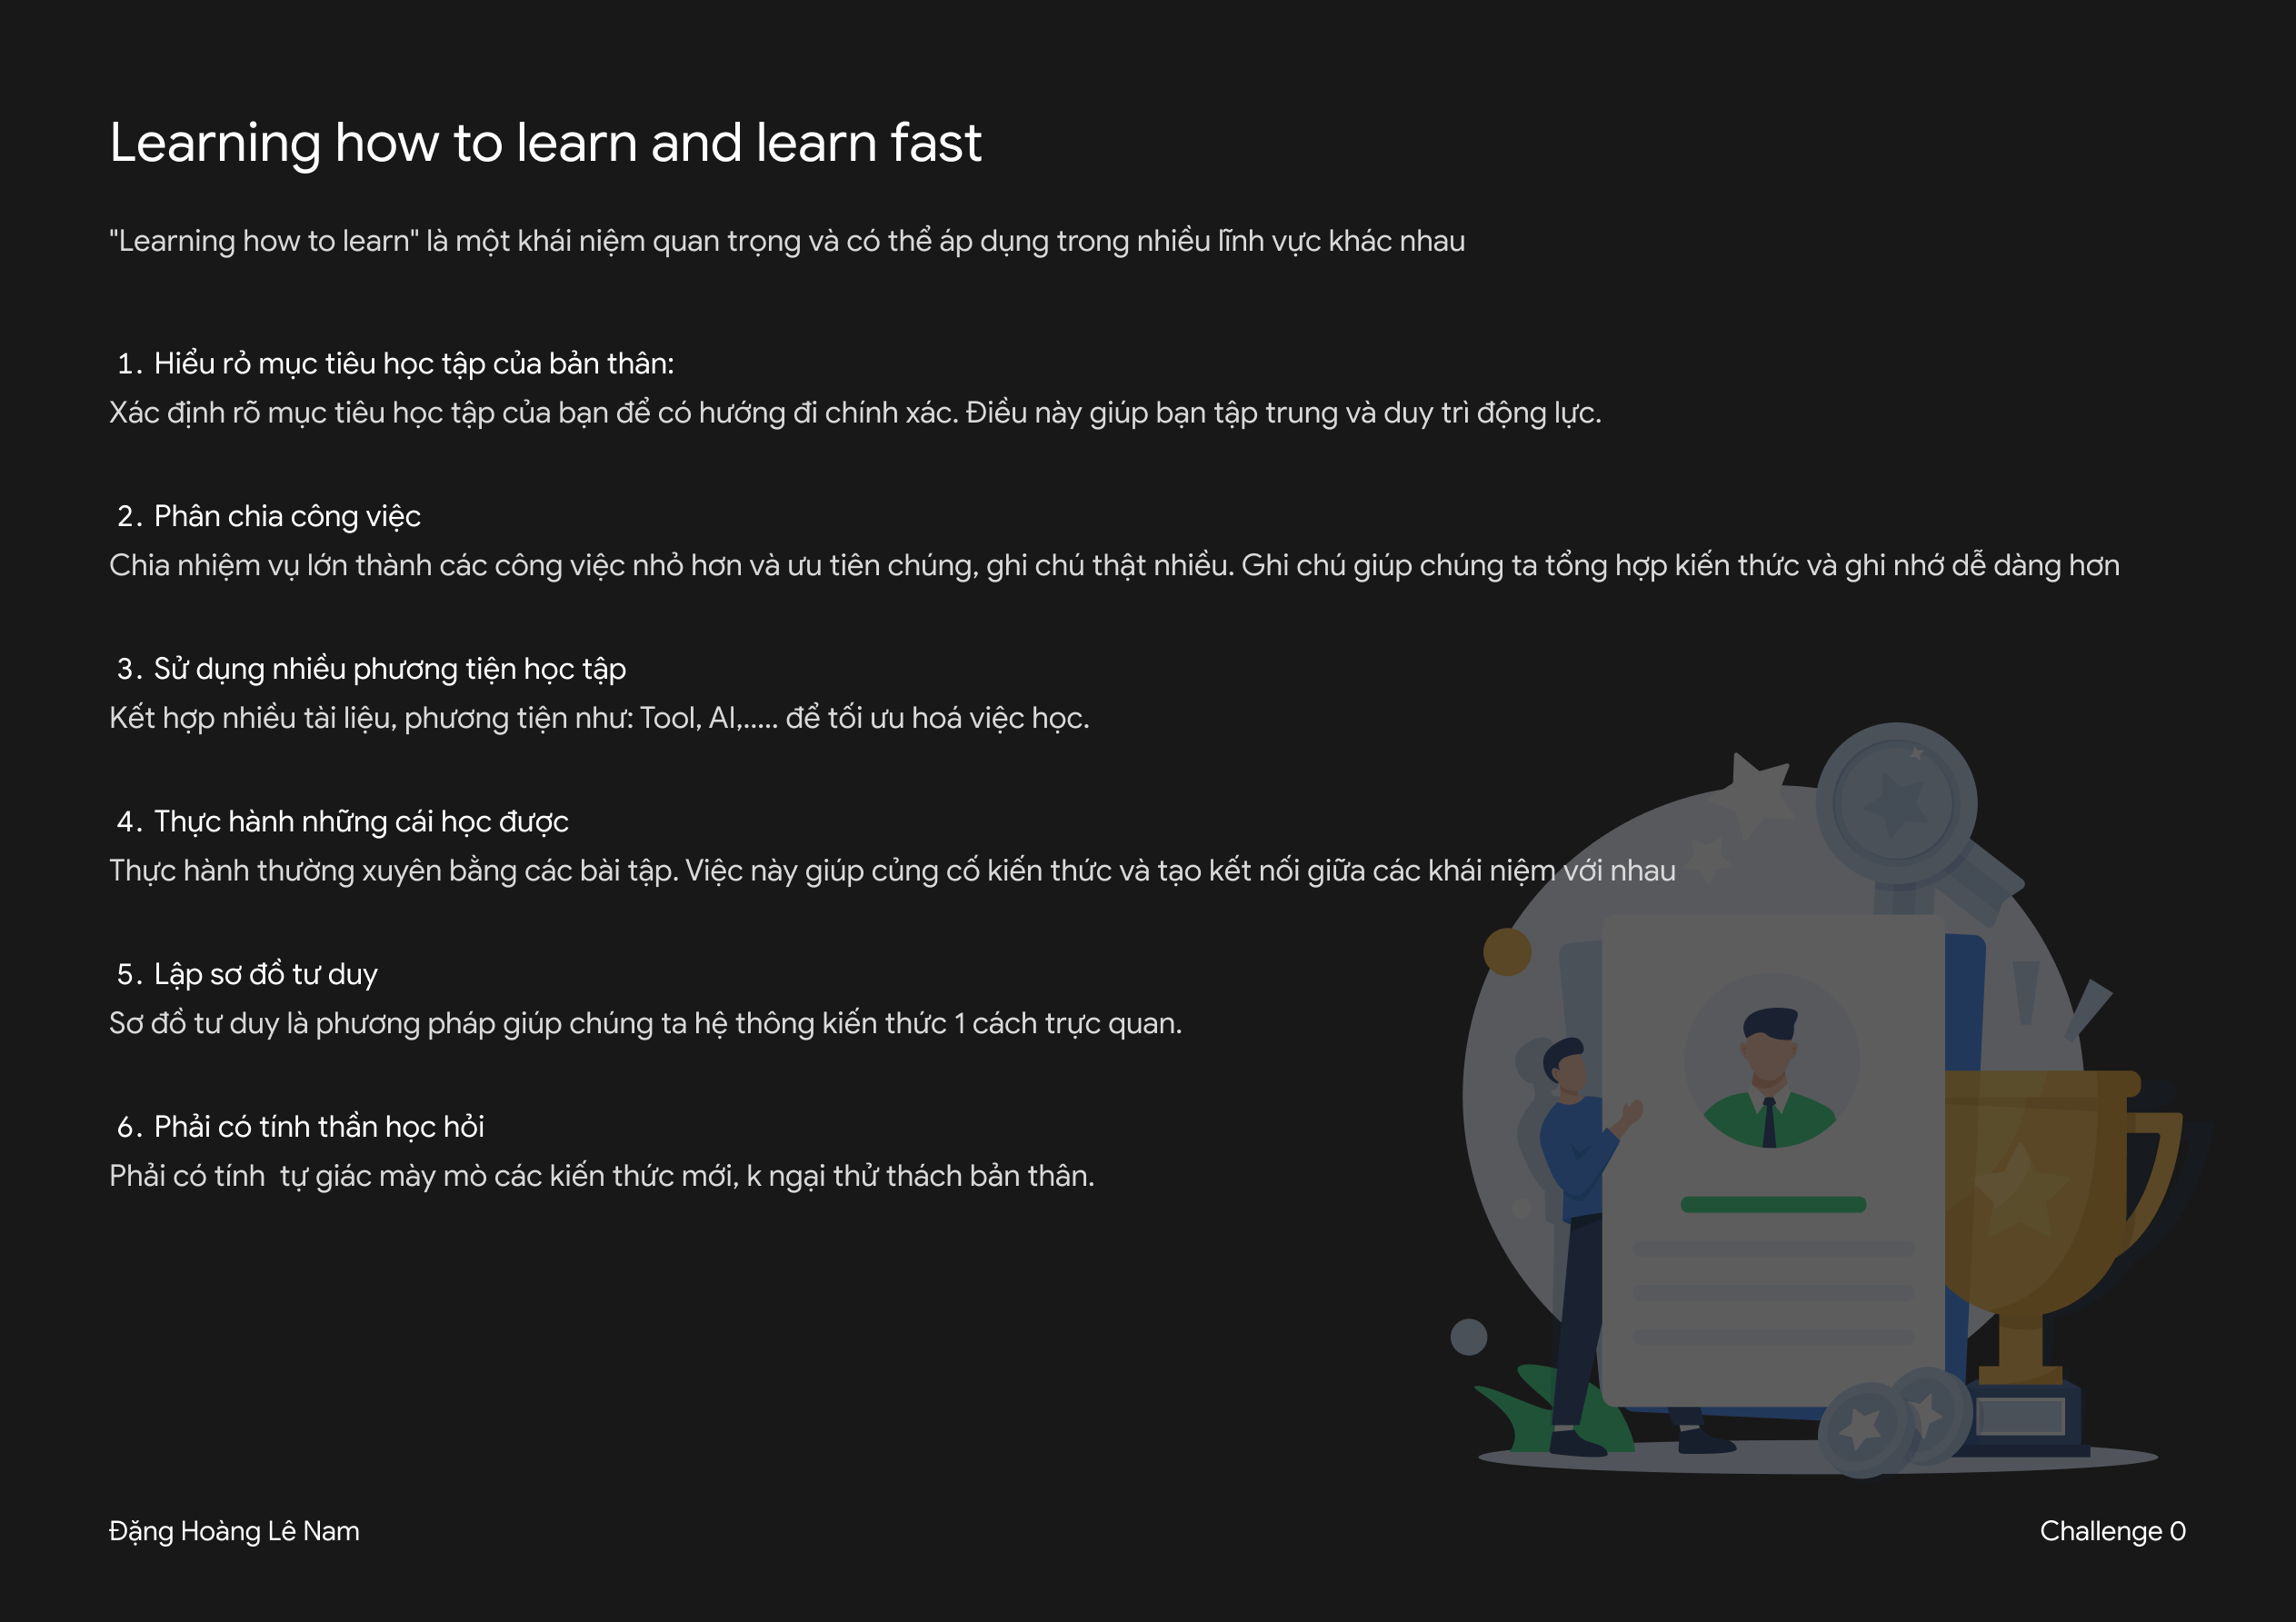 Learning how to learn and learn fast
"Learning how to learn" là một khái niệm quan trọng và có thể áp dụng trong nhiều lĩnh vực khác nhau
1. Hiểu rỏ mục tiêu học tập của bản thân:
Xác định rõ mục tiêu học tập của bạn để có hướng đi chính xác. Điều này giúp bạn tập trung và duy trì động lực.
2. Phân chia công việc
Chia nhiệm vụ lớn thành các công việc nhỏ hơn và ưu tiên chúng, ghi chú thật nhiều. Ghi chú giúp chúng ta tổng hợp kiến thức và ghi nhớ dễ dàng hơn
3. Sử dụng nhiều phương tiện học tập
Kết hợp nhiều tài liệu, phương tiện như: Tool, AI,..... để tối ưu hoá việc học.
4. Thực hành những cái học được
Thực hành thường xuyên bằng các bài tập. Việc này giúp củng cố kiến thức và tạo kết nối giữa các khái niệm với nhau
5. Lập sơ đồ tư duy
Sơ đồ tư duy là phương pháp giúp chúng ta hệ thông kiến thức 1 cách trực quan.
6. Phải có tính thần học hỏi
Phải có tính  tự giác mày mò các kiến thức mới, k ngại thử thách bản thân.
Đặng Hoàng Lê Nam
Challenge 0